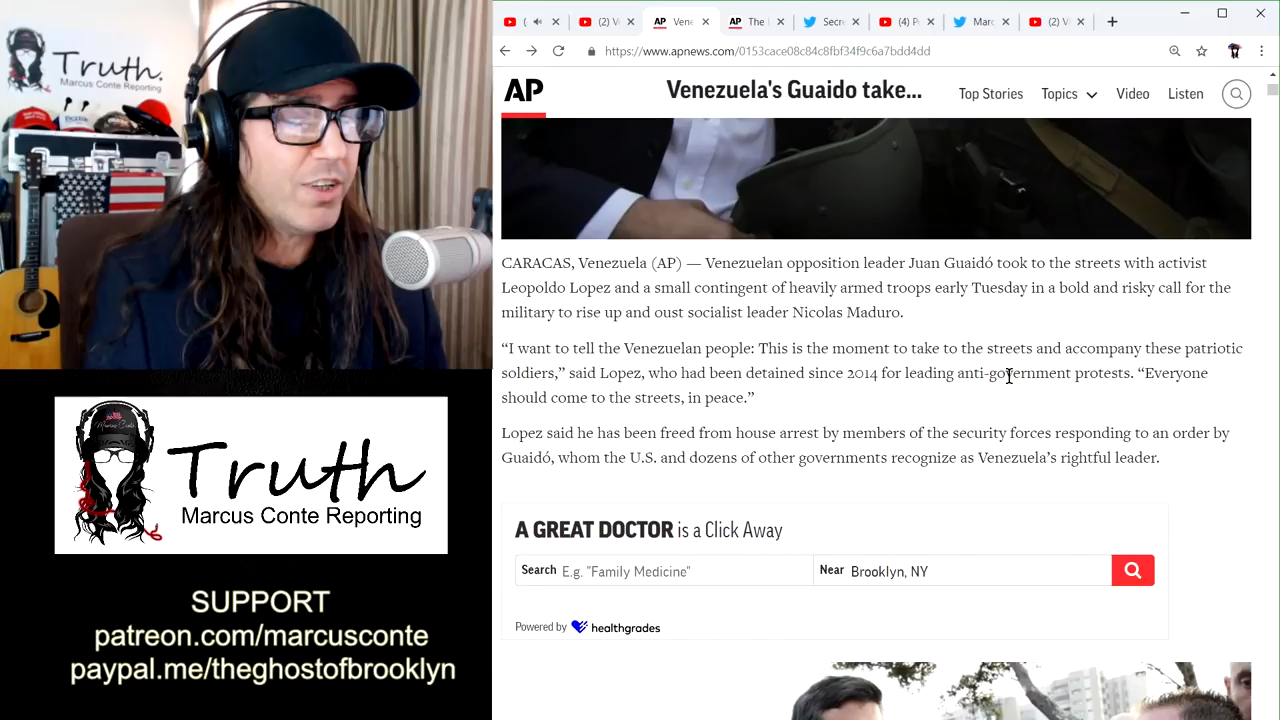 Truth.
MARCUS CONTE REPORTING
(
(2) V
Vene
The
Secre
(4) P
Marc
(2) V
https://www.apnews.com/0153cace08c84c8fbf34f9c6a7bdd4dd
AP
Venezuela's Guaido take...
Top Stories
Topics
Video
Listen
CARACAS, Venezuela (AP) — Venezuelan opposition leader Juan Guaidó took to the streets with activist
Leopoldo Lopez and a small contingent of heavily armed troops early Tuesday in a bold and risky call for the
military to rise up and oust socialist leader Nicolas Maduro.
“I want to tell the Venezuelan people: This is the moment to take to the streets and accompany these patriotic
soldiers,” said Lopez, who had been detained since 2014 for leading anti-government protests. “Everyone
should come to the streets, in peace.”
Lopez said he has been freed from house arrest by members of the security forces responding to an order by
Guaidó, whom the U.S. and dozens of other governments recognize as Venezuela’s rightful leader.
A GREAT DOCTOR is a Click Away
Search E.g. "Family Medicine"
Near Brooklyn, NY
Powered by healthgrades
Truth
Marcus Conte Reporting
SUPPORT
patreon.com/marcusconte
paypal.me/theghostofbrooklyn